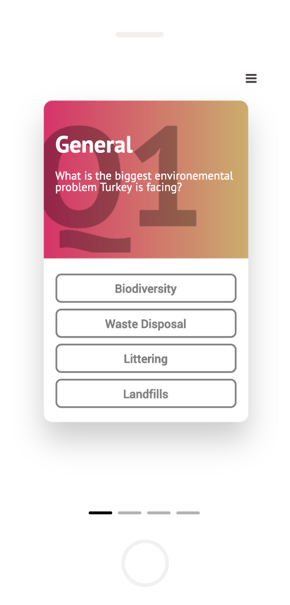 Q1
General
What is the biggest environemental
problem Turkey is facing?
Biodiversity
Waste Disposal
Littering
Landfills